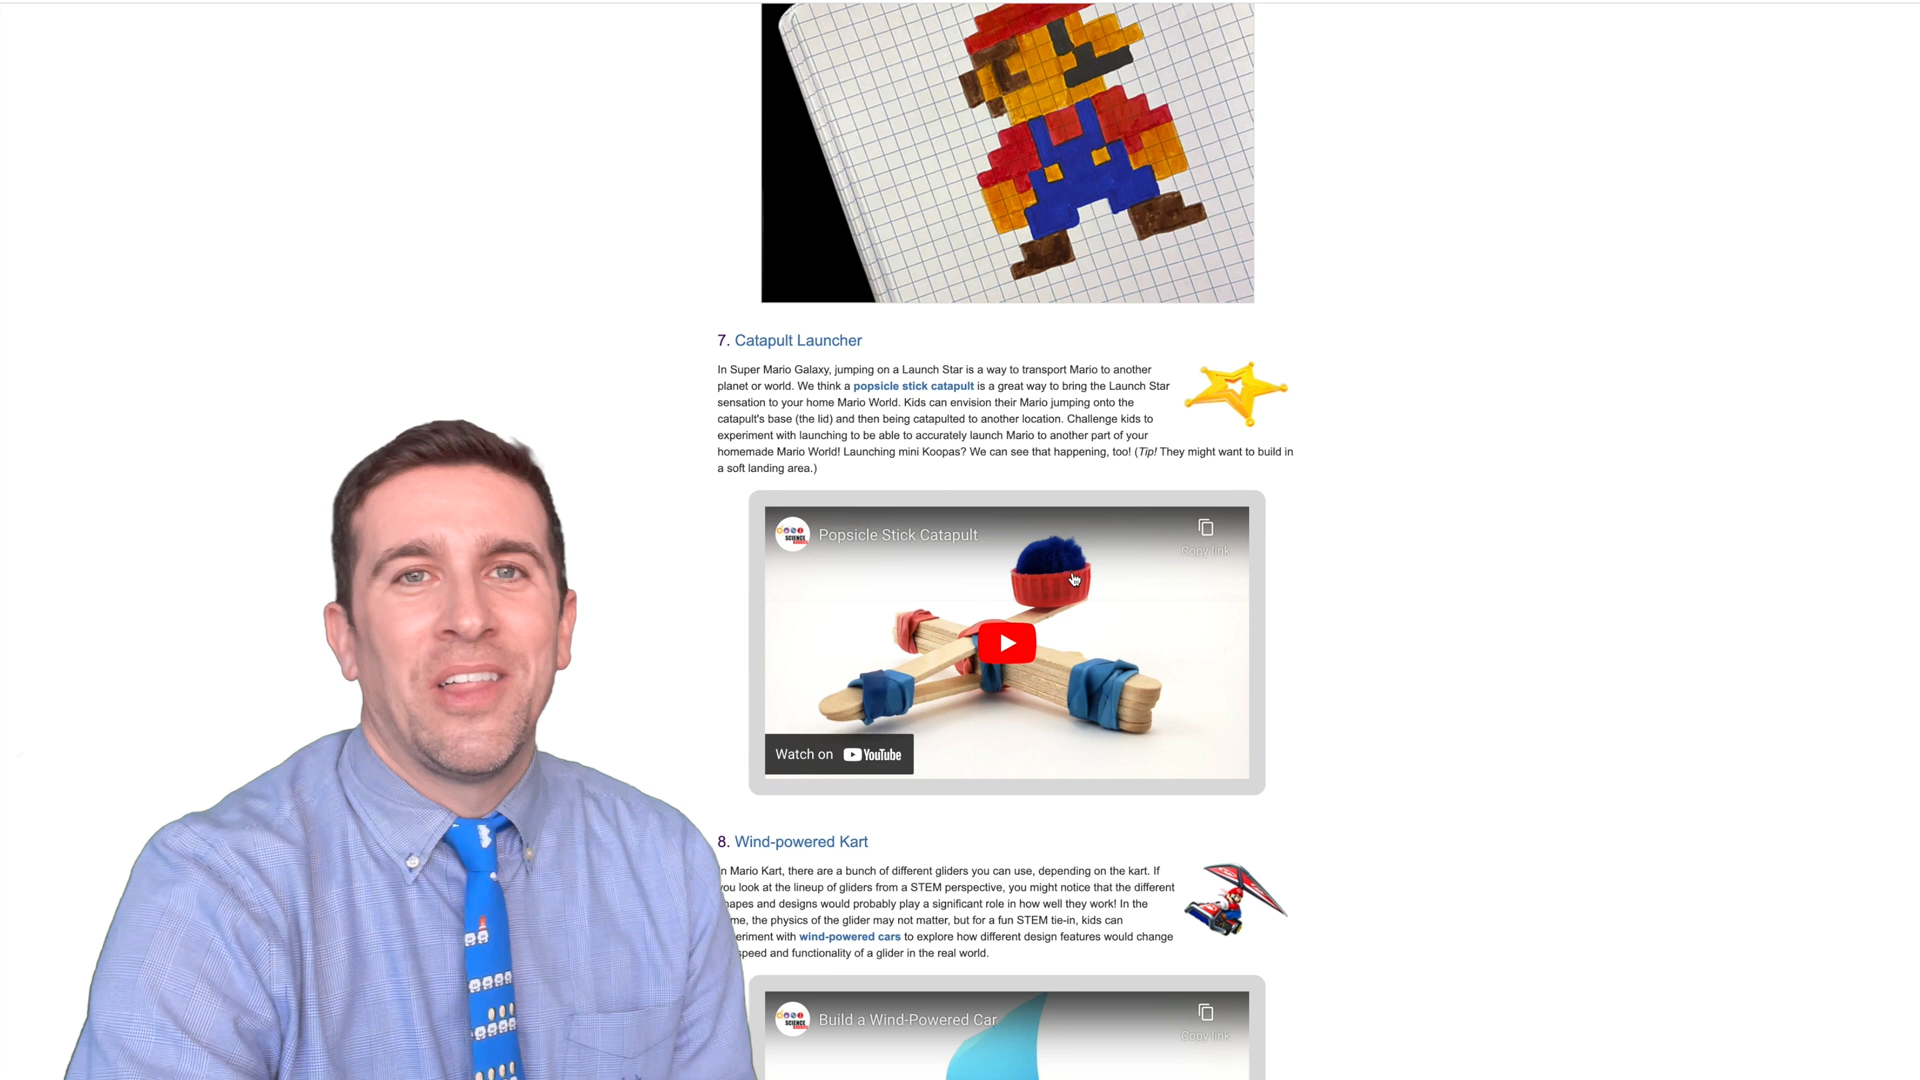 7. Catapult Launcher
In Super Mario Galaxy, jumping on a Launch Star is a way to transport Mario to another
planet or world. We think a popsicle stick catapult is a great way to bring the Launch Star
sensation to your home Mario World. Kids can envision their Mario jumping onto the
catapult's base (the lid) and then being catapulted to another location. Challenge kids to
experiment with launching to be able to accurately launch Mario to another part of your
homemade Mario World! Launching mini Koopas? We can see that happening, too! (Tip! They might want to build in
a soft landing area.)
SCIENCE BUDDIES
Popsicle Stick Catapult
Copy link
Watch on YouTube
8. Wind-powered Kart
n Mario Kart, there are a bunch of different gliders you can use, depending on the kart. If
you look at the lineup of gliders from a STEM perspective, you might notice that the different
hapes and designs would probably play a significant role in how well they work! In the
me, the physics of the glider may not matter, but for a fun STEM tie-in, kids can
eriment with wind-powered cars to explore how different design features would change
speed and functionality of a glider in the real world.
SCIENCE BUDDIES
Build a Wind-Powered Car
Copy link